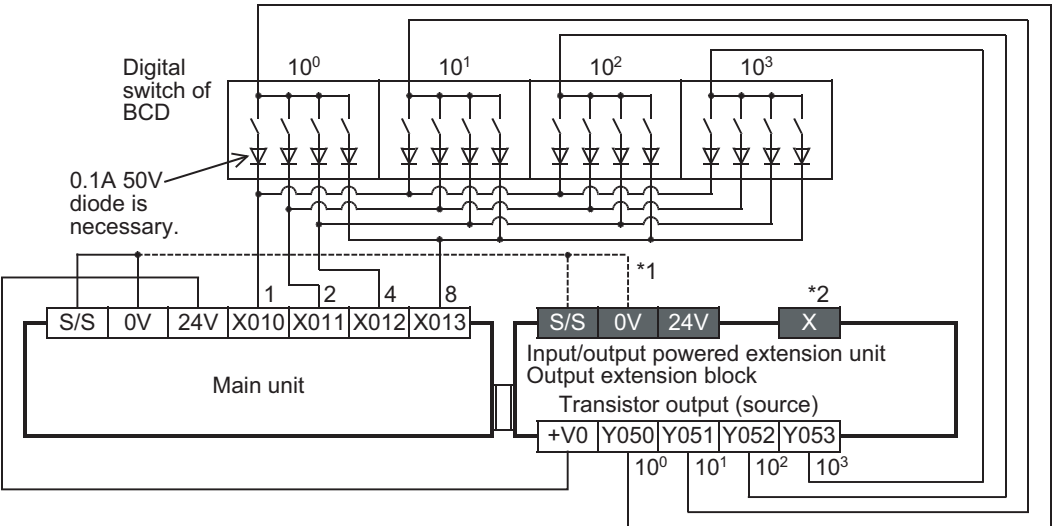 Digital
switch of
BCD
10⁰ 10¹ 10² 10³
0.1A 50V
diode is
necessary.
*1
1 2 4 8 *2
S/S 0V 24V X010 X011 X012 X013
S/S 0V 24V X
Main unit
Input/output powered extension unit
Output extension block
Transistor output (source)
+V0 Y050 Y051 Y052 Y053
10⁰ 10¹ 10² 10³